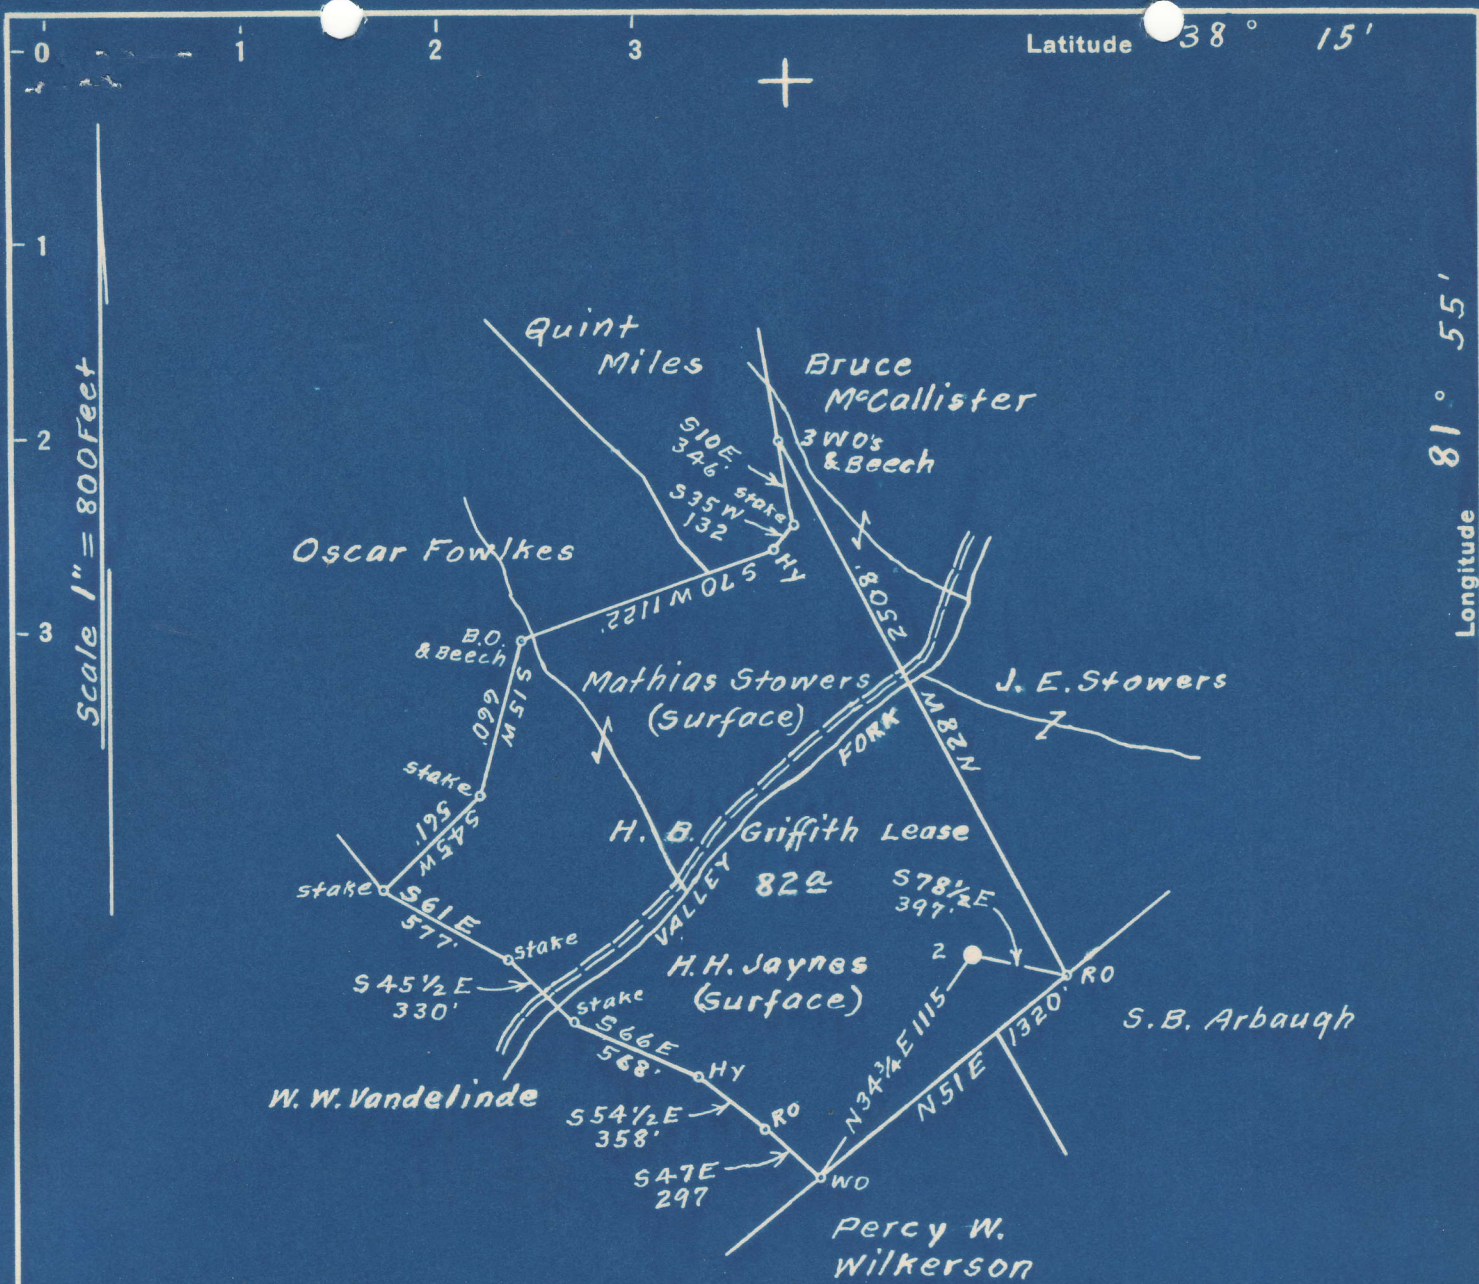 0
1
2
3
Latitude 38° 15'
1
2
3
Scale 1" = 800 Feet
81° 55'
Longitude
Quint
Miles
Bruce
McCallister
3 WO's
& Beech
S10E
346'
stake
S35W
132
Hy
Oscar Fowlkes
S70W 1122'
2508'
N28W
B.O.
& Beech
S15W
660'
Mathias Stowers
(Surface)
J. E. Stowers
FORK
VALLEY
stake
S45W
561'
H. B. Griffith Lease
82a
stake
S61E
577'
S78½E
397'
stake
2
RO
S45½E
330'
H.H. Jaynes
(Surface)
stake
S66E
568'
S.B. Arbaugh
N34¾E 1115
N51E 1320'
Hy
W. W. Vandelinde
S54½E
358'
RO
S47E
297
WO
Percy W.
Wilkerson